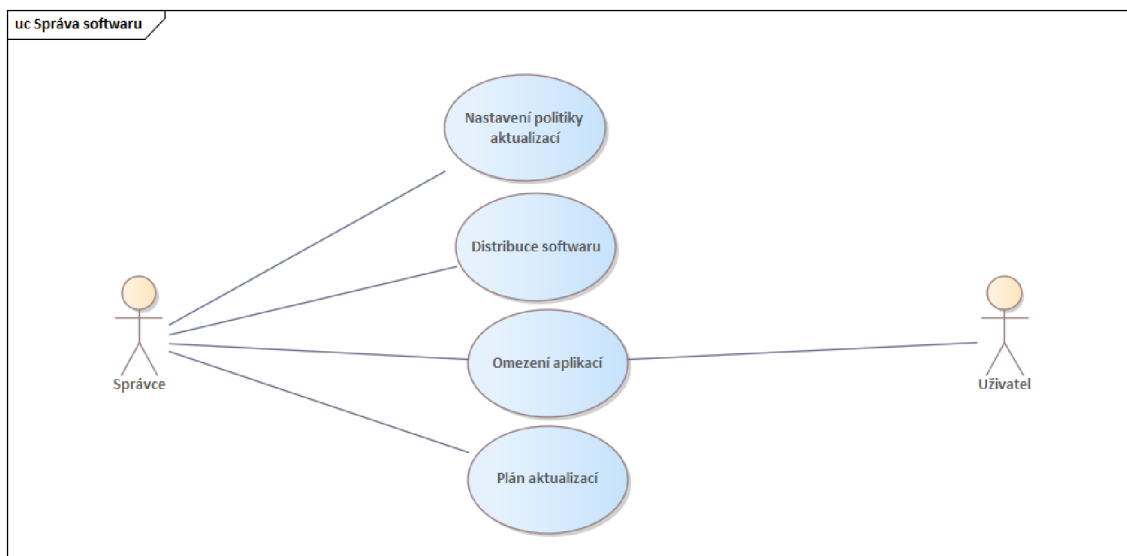 uc Správa softwaru
Nastavení politiky
aktualizací
Distribuce softwaru
Správce
Omezení aplikací
Uživatel
Plán aktualizací